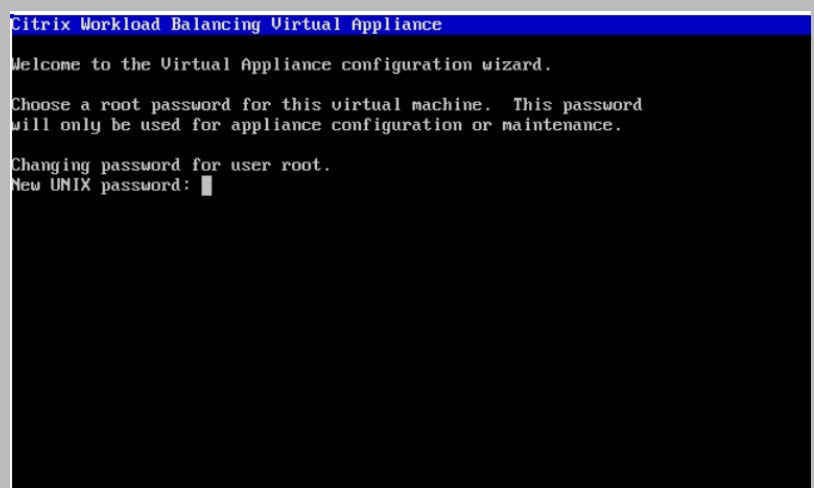 Citrix Workload Balancing Virtual Appliance
Welcome to the Virtual Appliance configuration wizard.
Choose a root password for this virtual machine.  This password
will only be used for appliance configuration or maintenance.
Changing password for user root.
New UNIX password: